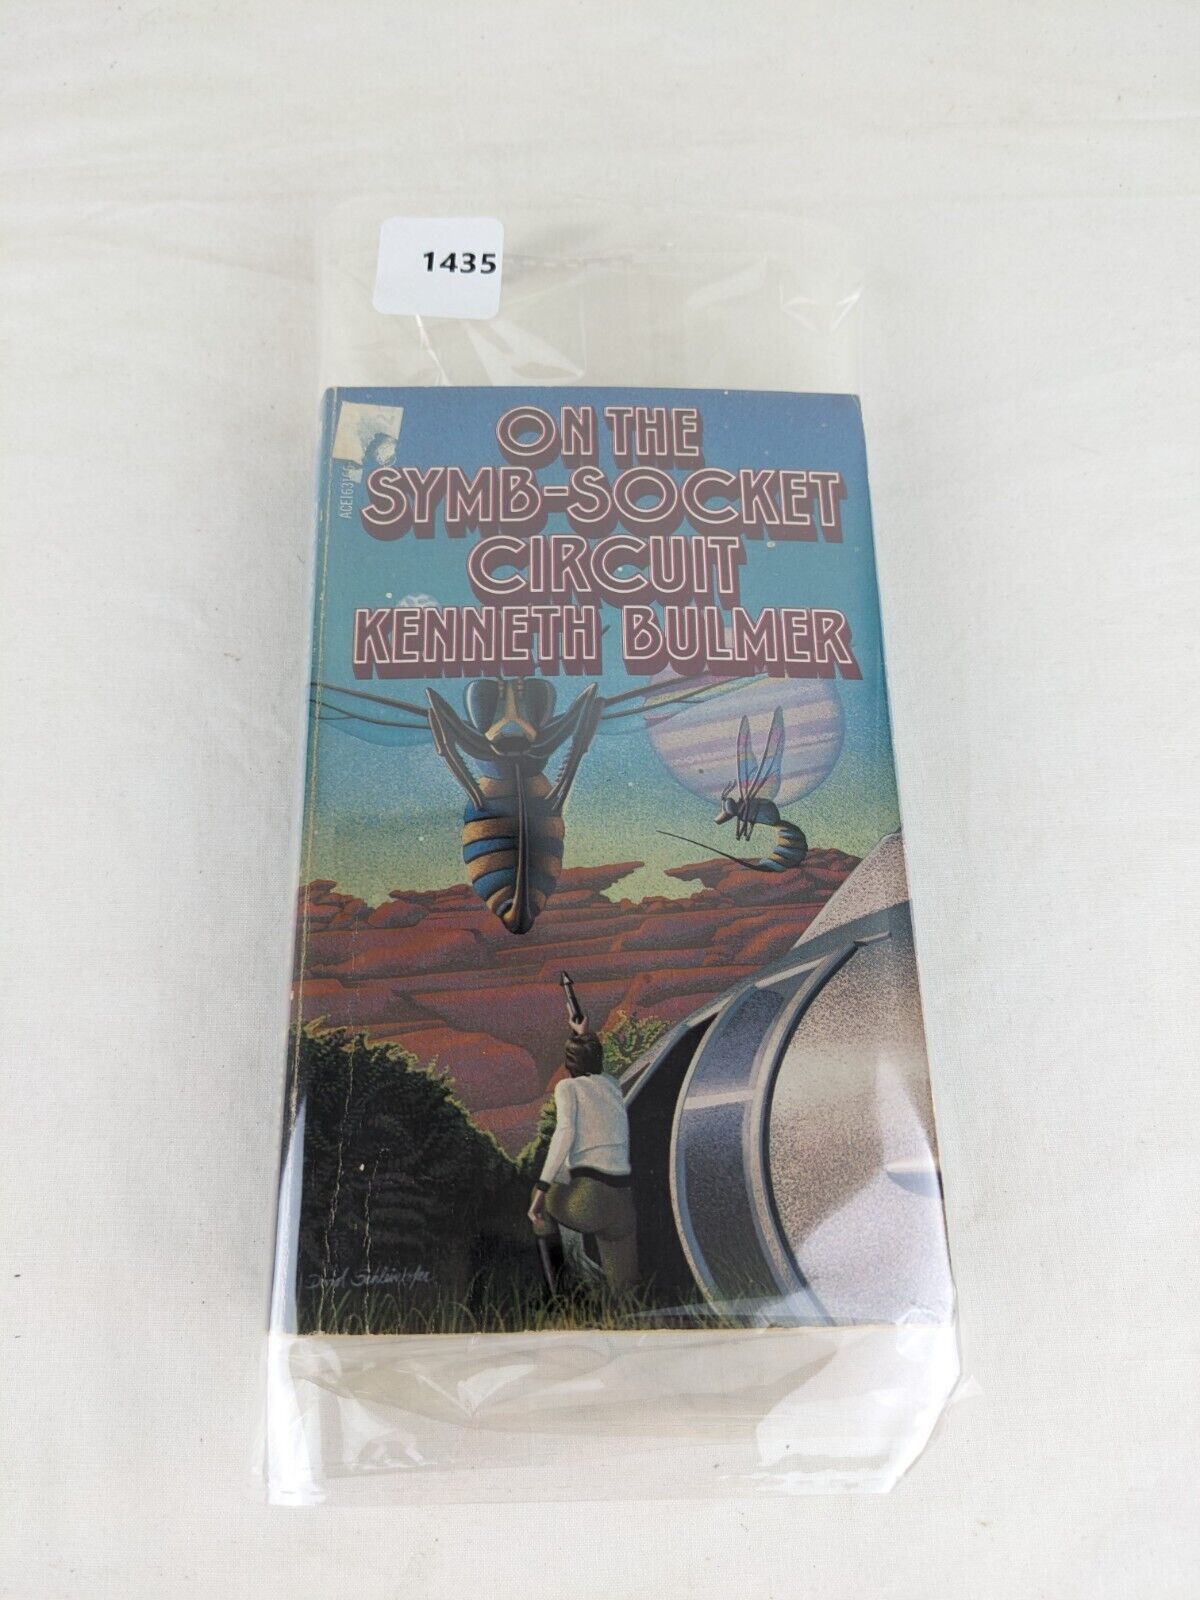 1435
ON THE
SYMB-SOCKET
CIRCUIT
KENNETH BULMER